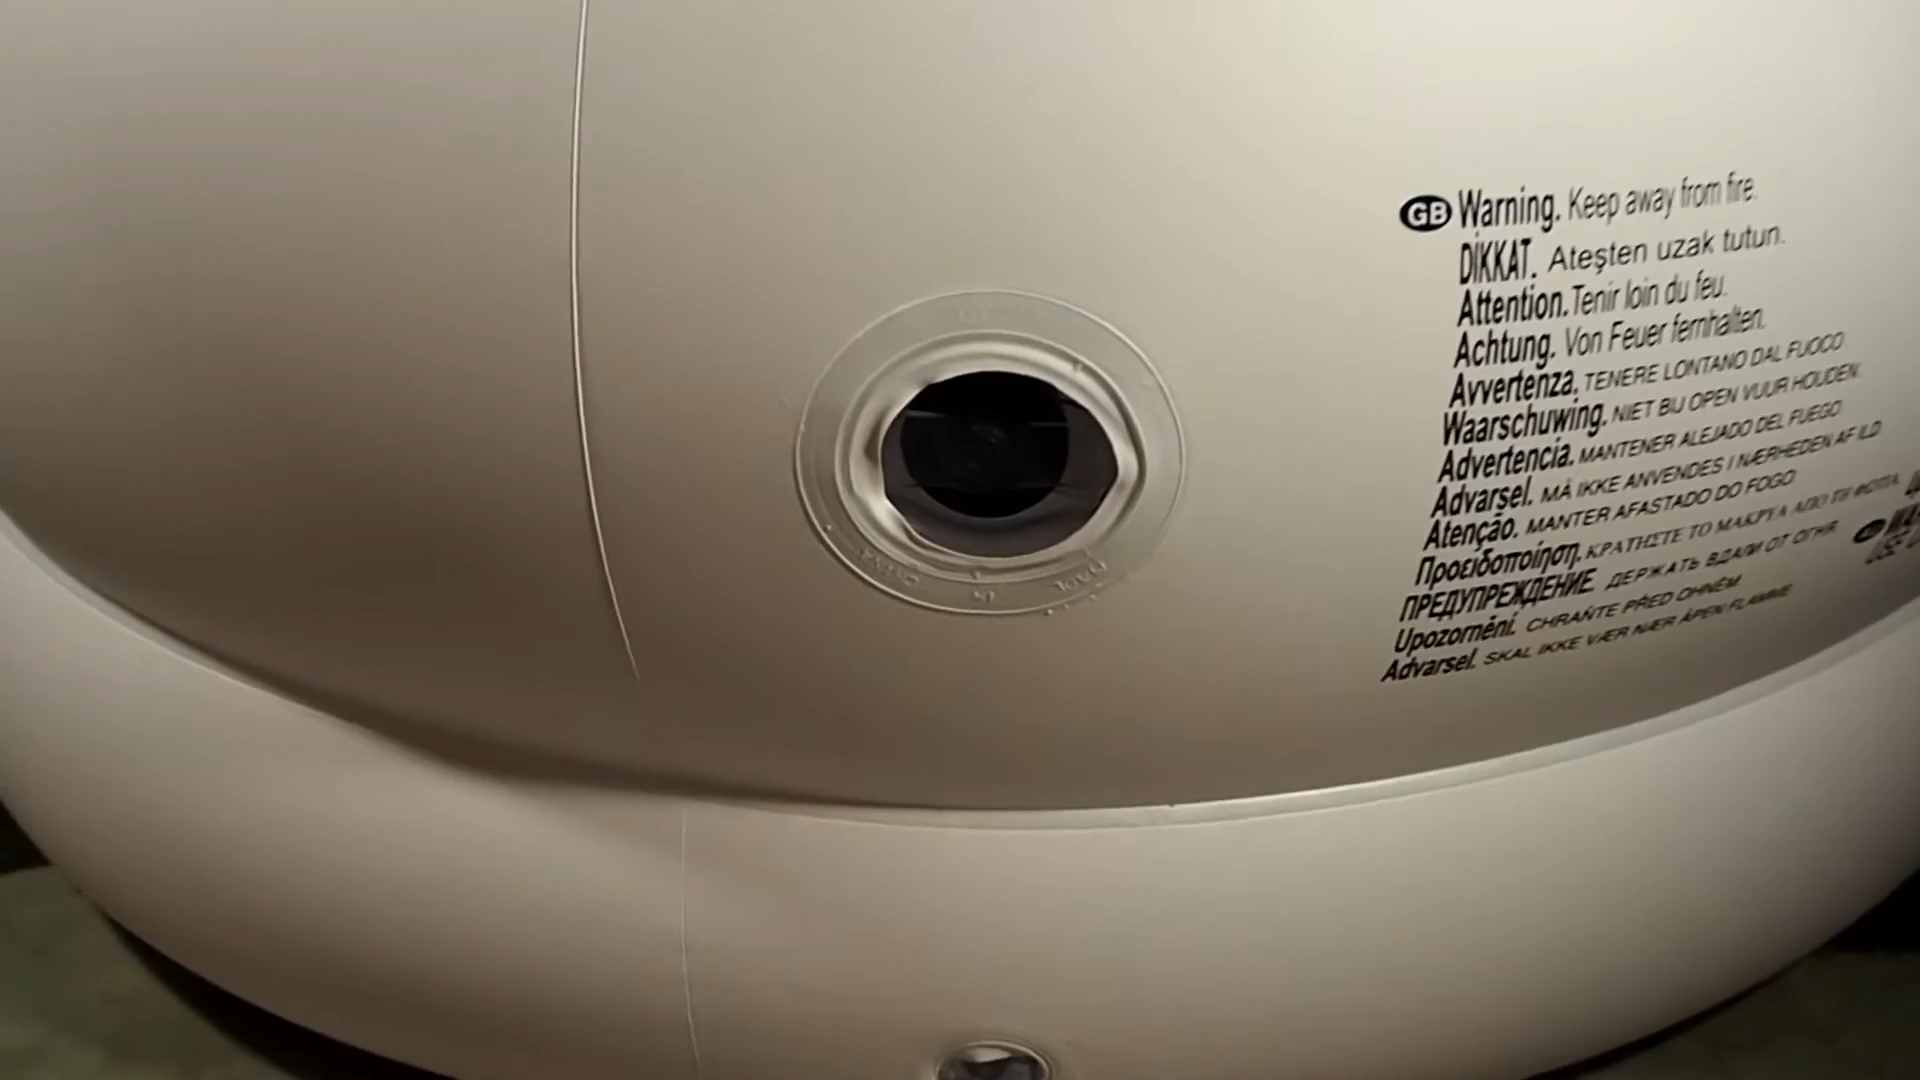 GB Warning. Keep away from fire.
DİKKAT. Ateşten uzak tutun.
Attention. Tenir loin du feu.
Achtung. Von Feuer fernhalten.
Avvertenza. TENERE LONTANO DAL FUOCO
Waarschuwing. NIET BIJ OPEN VUUR HOUDEN.
Advertencia. MANTENER ALEJADO DEL FUEGO
Advarsel. MÅ IKKE ANVENDES I NÆRHEDEN AF ILD
Atenção. MANTER AFASTADO DO FOGO
Προειδοποίηση. ΚΡΑΤΗΣΤΕ ΤΟ ΜΑΚΡΥΑ ΑΠΟ ΤΗ ΦΩΤΙΑ
ПРЕДУПРЕЖДЕНИЕ ДЕРЖАТЬ ВДАЛИ ОТ ОГНЯ
Upozornéní. CHRAŇTE PŘED OHNĚM.
Advarsel. SKAL IKKE VÆR NÆR ÅPEN FLAMME